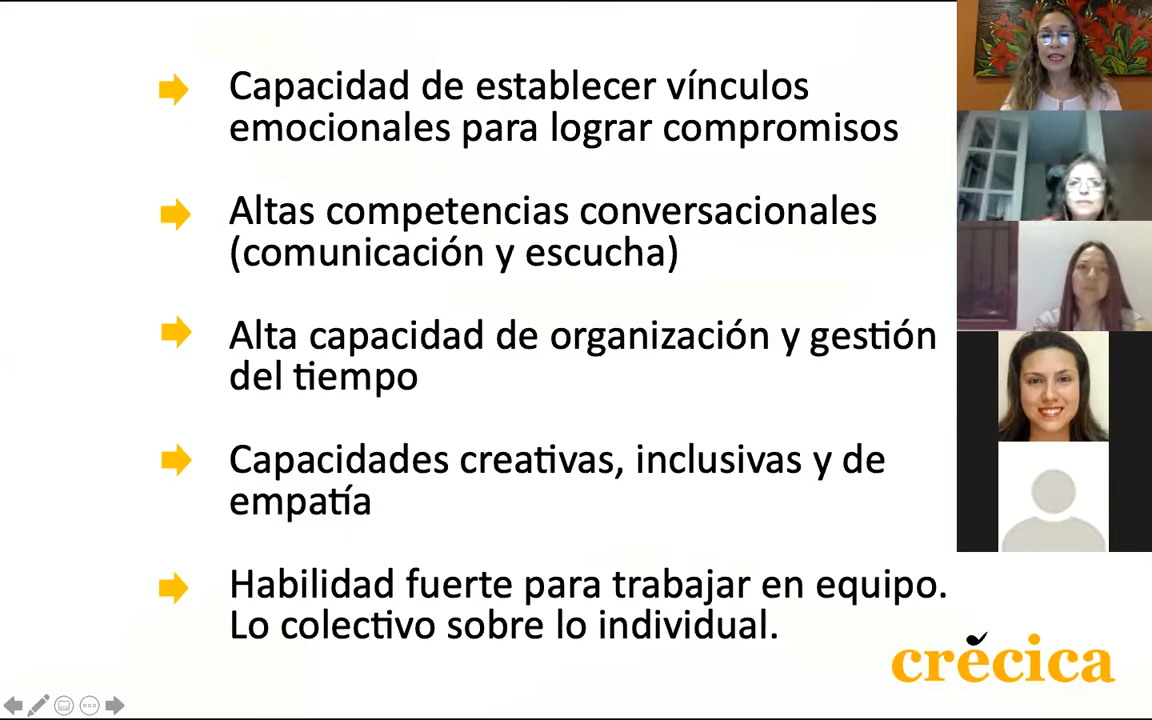 Capacidad de establecer vínculos
emocionales para lograr compromisos
Altas competencias conversacionales
(comunicación y escucha)
Alta capacidad de organización y gestión
del tiempo
Capacidades creativas, inclusivas y de
empatía
Habilidad fuerte para trabajar en equipo.
Lo colectivo sobre lo individual.
crĕcica